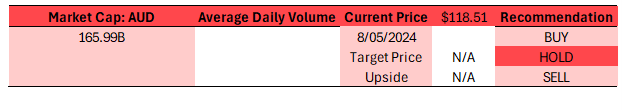 Market Cap: AUD Average Daily Volume Current Price $118.51 Recommendation
165.99B 8/05/2024 BUY
Target Price N/A HOLD
Upside N/A SELL